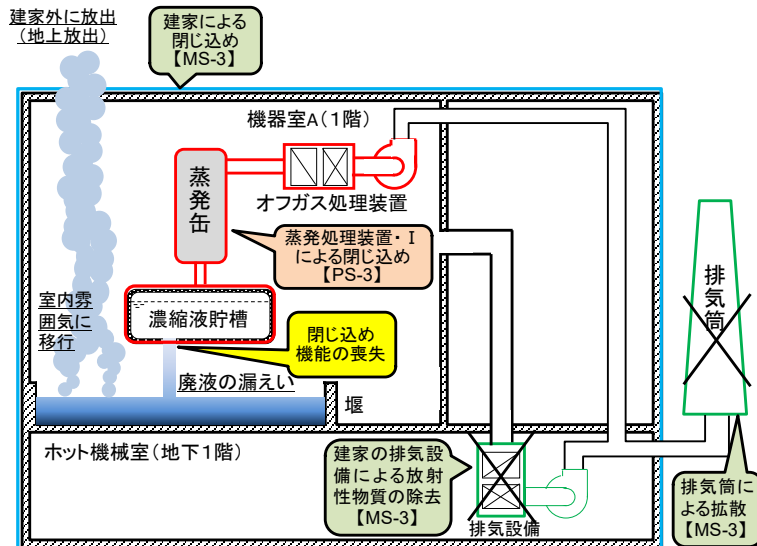 建家外に放出
(地上放出)
建家による
閉じ込め
【MS-3】
機器室A(1階)
蒸発缶
オフガス処理装置
蒸発処理装置・Ⅰ
による閉じ込め
【PS-3】
排気筒
室内雰
囲気に
移行
濃縮液貯槽
閉じ込め
機能の喪失
廃液の漏えい
堰
ホット機械室(地下1階)
建家の排気設
備による放射
性物質の除去
【MS-3】
排気設備
排気筒に
よる拡散
【MS-3】